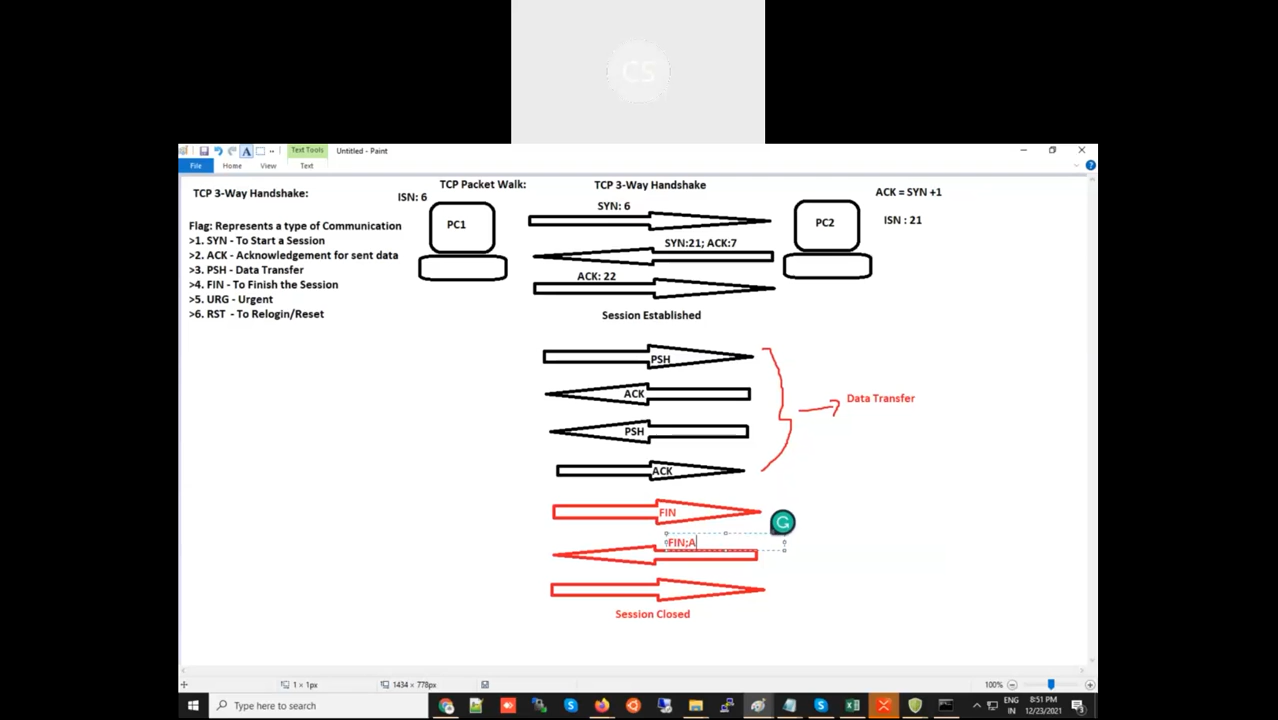 CS
Text Tools
Untitled - Paint
File
Home
View
Text
TCP 3-Way Handshake:
TCP Packet Walk:
TCP 3-Way Handshake
ACK = SYN +1
ISN: 6
SYN: 6
ISN : 21
PC1
PC2
Flag: Represents a type of Communication
>1. SYN - To Start a Session
>2. ACK - Acknowledgement for sent data
>3. PSH - Data Transfer
>4. FIN - To Finish the Session
>5. URG - Urgent
>6. RST - To Relogin/Reset
SYN:21; ACK:7
ACK: 22
Session Established
PSH
ACK
PSH
ACK
Data Transfer
FIN
FIN;A
Session Closed
1 × 1px
1434 × 778px
100%
Type here to search
ENG
IN
8:51 PM
12/23/2021
3